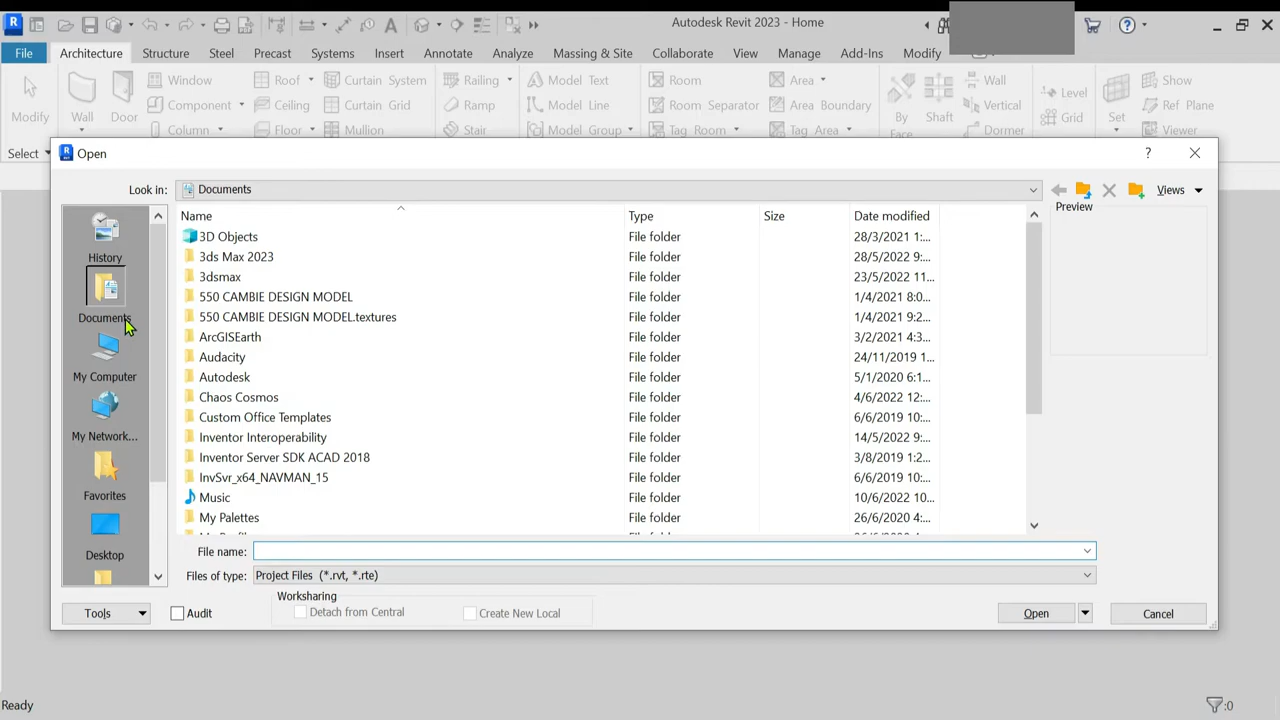 Autodesk Revit 2023 - Home
File Architecture Structure Steel Precast Systems Insert Annotate Analyze Massing & Site Collaborate View Manage Add-Ins Modify
Window Roof Curtain System Railing Model Text Room Area Wall Show
Component Ceiling Curtain Grid Ramp Model Line Room Separator Area Boundary Vertical Level Ref Plane
Modify Wall Door By Shaft Grid Set
Column Floor Mullion Stair Model Group Tag Room Tag Area Face Dormer Viewer
Select
Open ?
Look in: Documents Views
Preview
Name Type Size Date modified
3D Objects File folder 28/3/2021 1:...
3ds Max 2023 File folder 28/5/2022 9:...
3dsmax File folder 23/5/2022 11...
550 CAMBIE DESIGN MODEL File folder 1/4/2021 8:0...
550 CAMBIE DESIGN MODEL.textures File folder 1/4/2021 9:2...
ArcGISEarth File folder 3/2/2021 4:3...
Audacity File folder 24/11/2019 1...
Autodesk File folder 5/1/2020 6:1...
Chaos Cosmos File folder 4/6/2022 12:...
Custom Office Templates File folder 6/6/2019 10:...
Inventor Interoperability File folder 14/5/2022 9:...
Inventor Server SDK ACAD 2018 File folder 3/8/2019 1:2...
InvSvr_x64_NAVMAN_15 File folder 6/6/2019 10:...
Music File folder 10/6/2022 10...
My Palettes File folder 26/6/2020 4:...
History
Documents
My Computer
My Network...
Favorites
Desktop
File name:
Files of type: Project Files (*.rvt, *.rte)
Worksharing
Tools Audit Detach from Central Create New Local Open Cancel
Ready :0